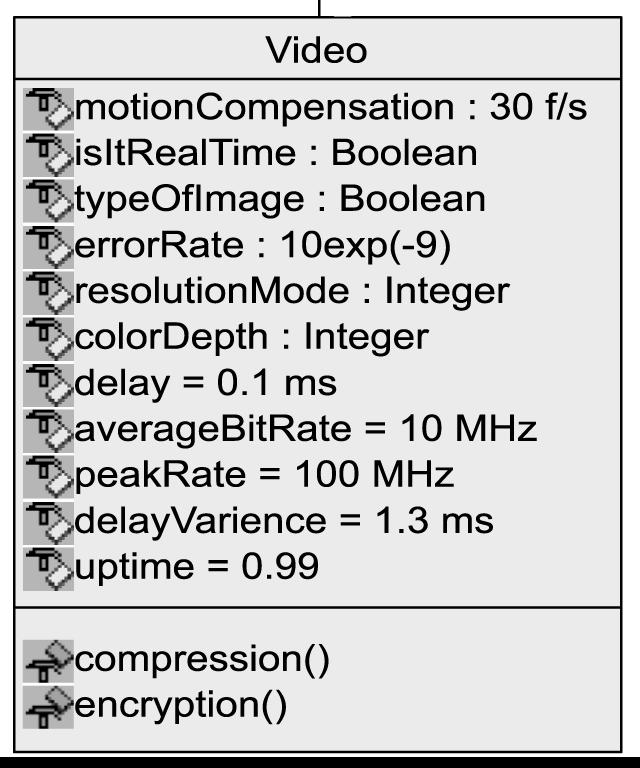 Video
motionCompensation : 30 f/s
isItRealTime : Boolean
typeOfImage : Boolean
errorRate : 10exp(-9)
resolutionMode : Integer
colorDepth : Integer
delay = 0.1 ms
averageBitRate = 10 MHz
peakRate = 100 MHz
delayVarience = 1.3 ms
uptime = 0.99
compression()
encryption()